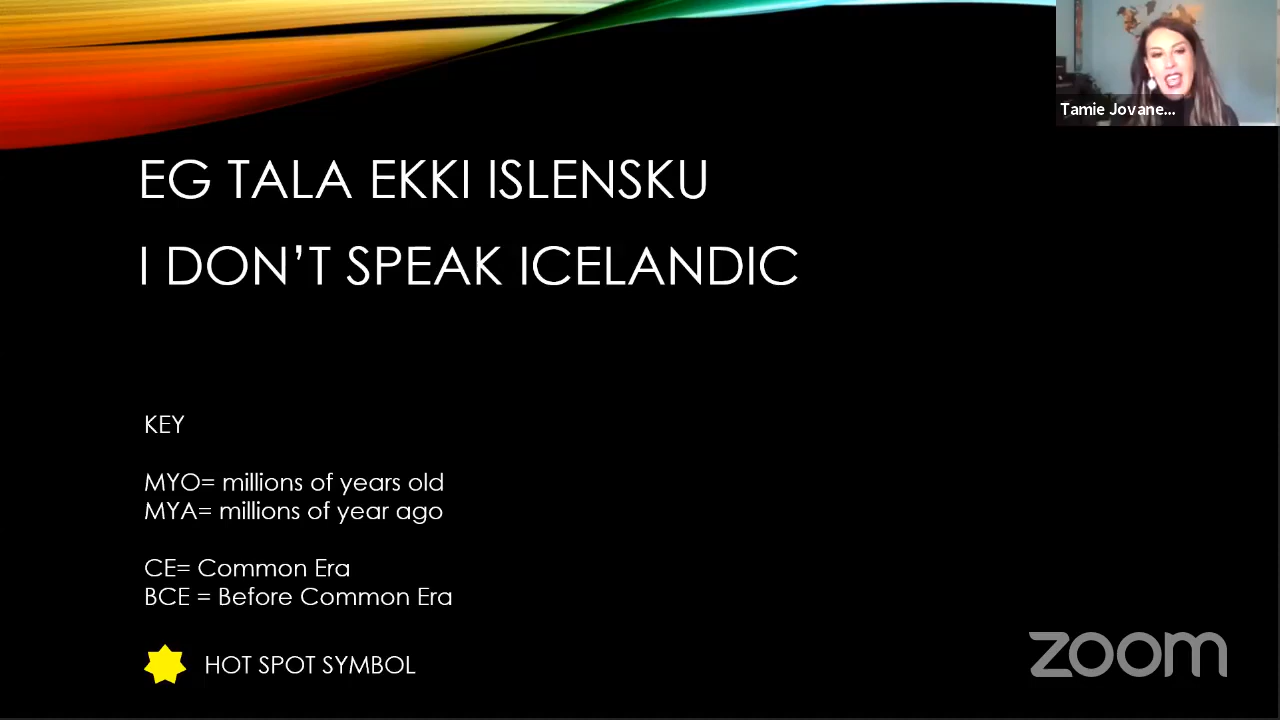 Tamie Jovane...
EG TALA EKKI ISLENSKU
I DON'T SPEAK ICELANDIC
KEY
MYO= millions of years old
MYA= millions of year ago
CE= Common Era
BCE = Before Common Era
HOT SPOT SYMBOL
zoom